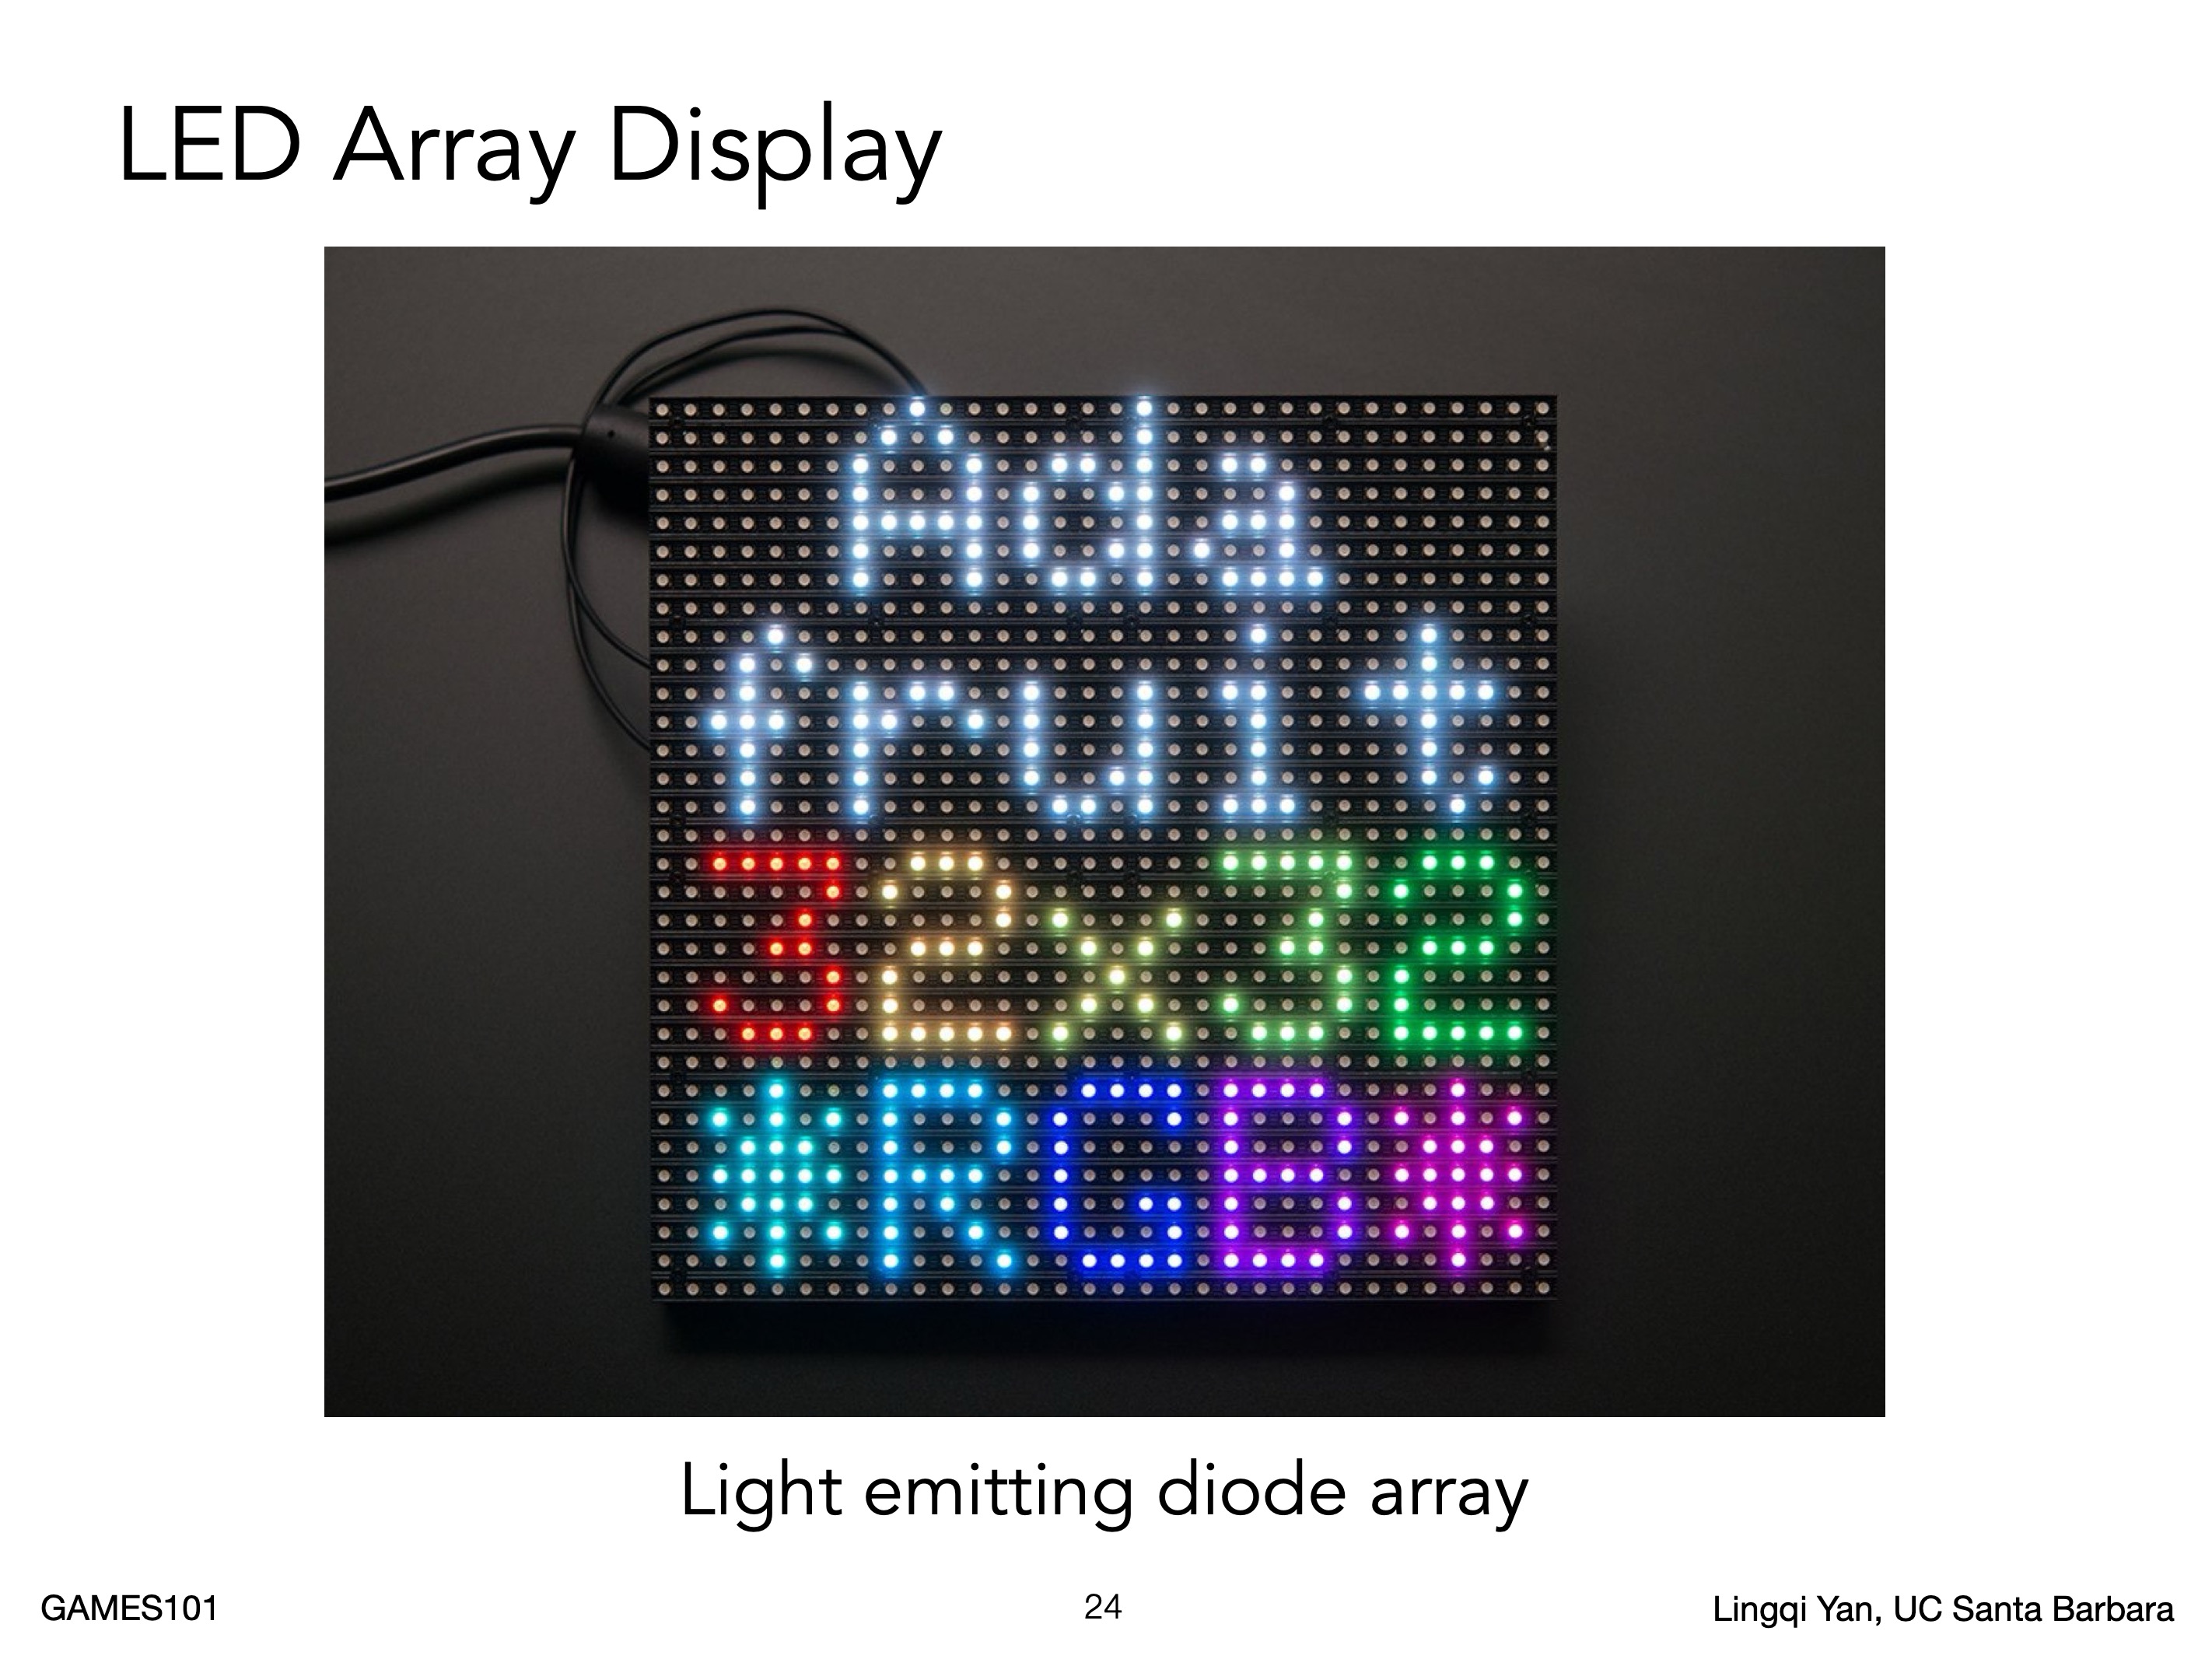 LED Array Display
Ada
fruit
32x32
*RGB*
Light emitting diode array
GAMES101
24
Lingqi Yan, UC Santa Barbara